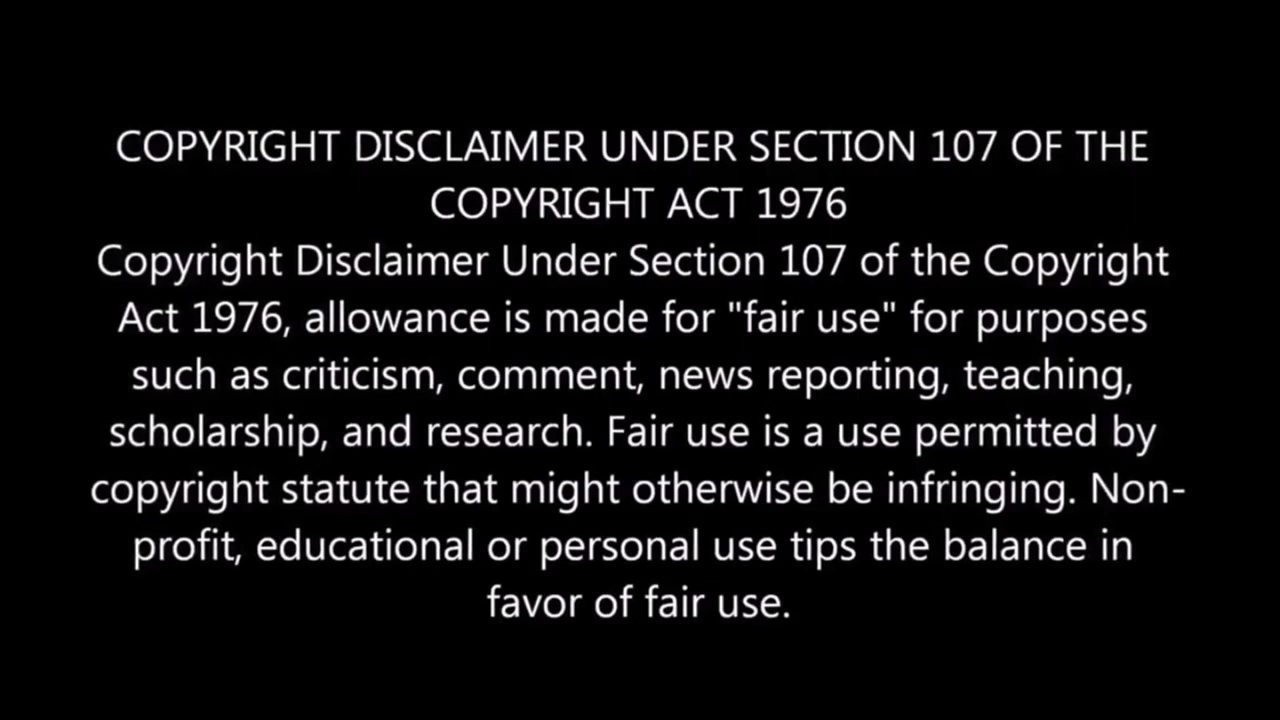 COPYRIGHT DISCLAIMER UNDER SECTION 107 OF THE
COPYRIGHT ACT 1976
Copyright Disclaimer Under Section 107 of the Copyright
Act 1976, allowance is made for "fair use" for purposes
such as criticism, comment, news reporting, teaching,
scholarship, and research. Fair use is a use permitted by
copyright statute that might otherwise be infringing. Non-
profit, educational or personal use tips the balance in
favor of fair use.